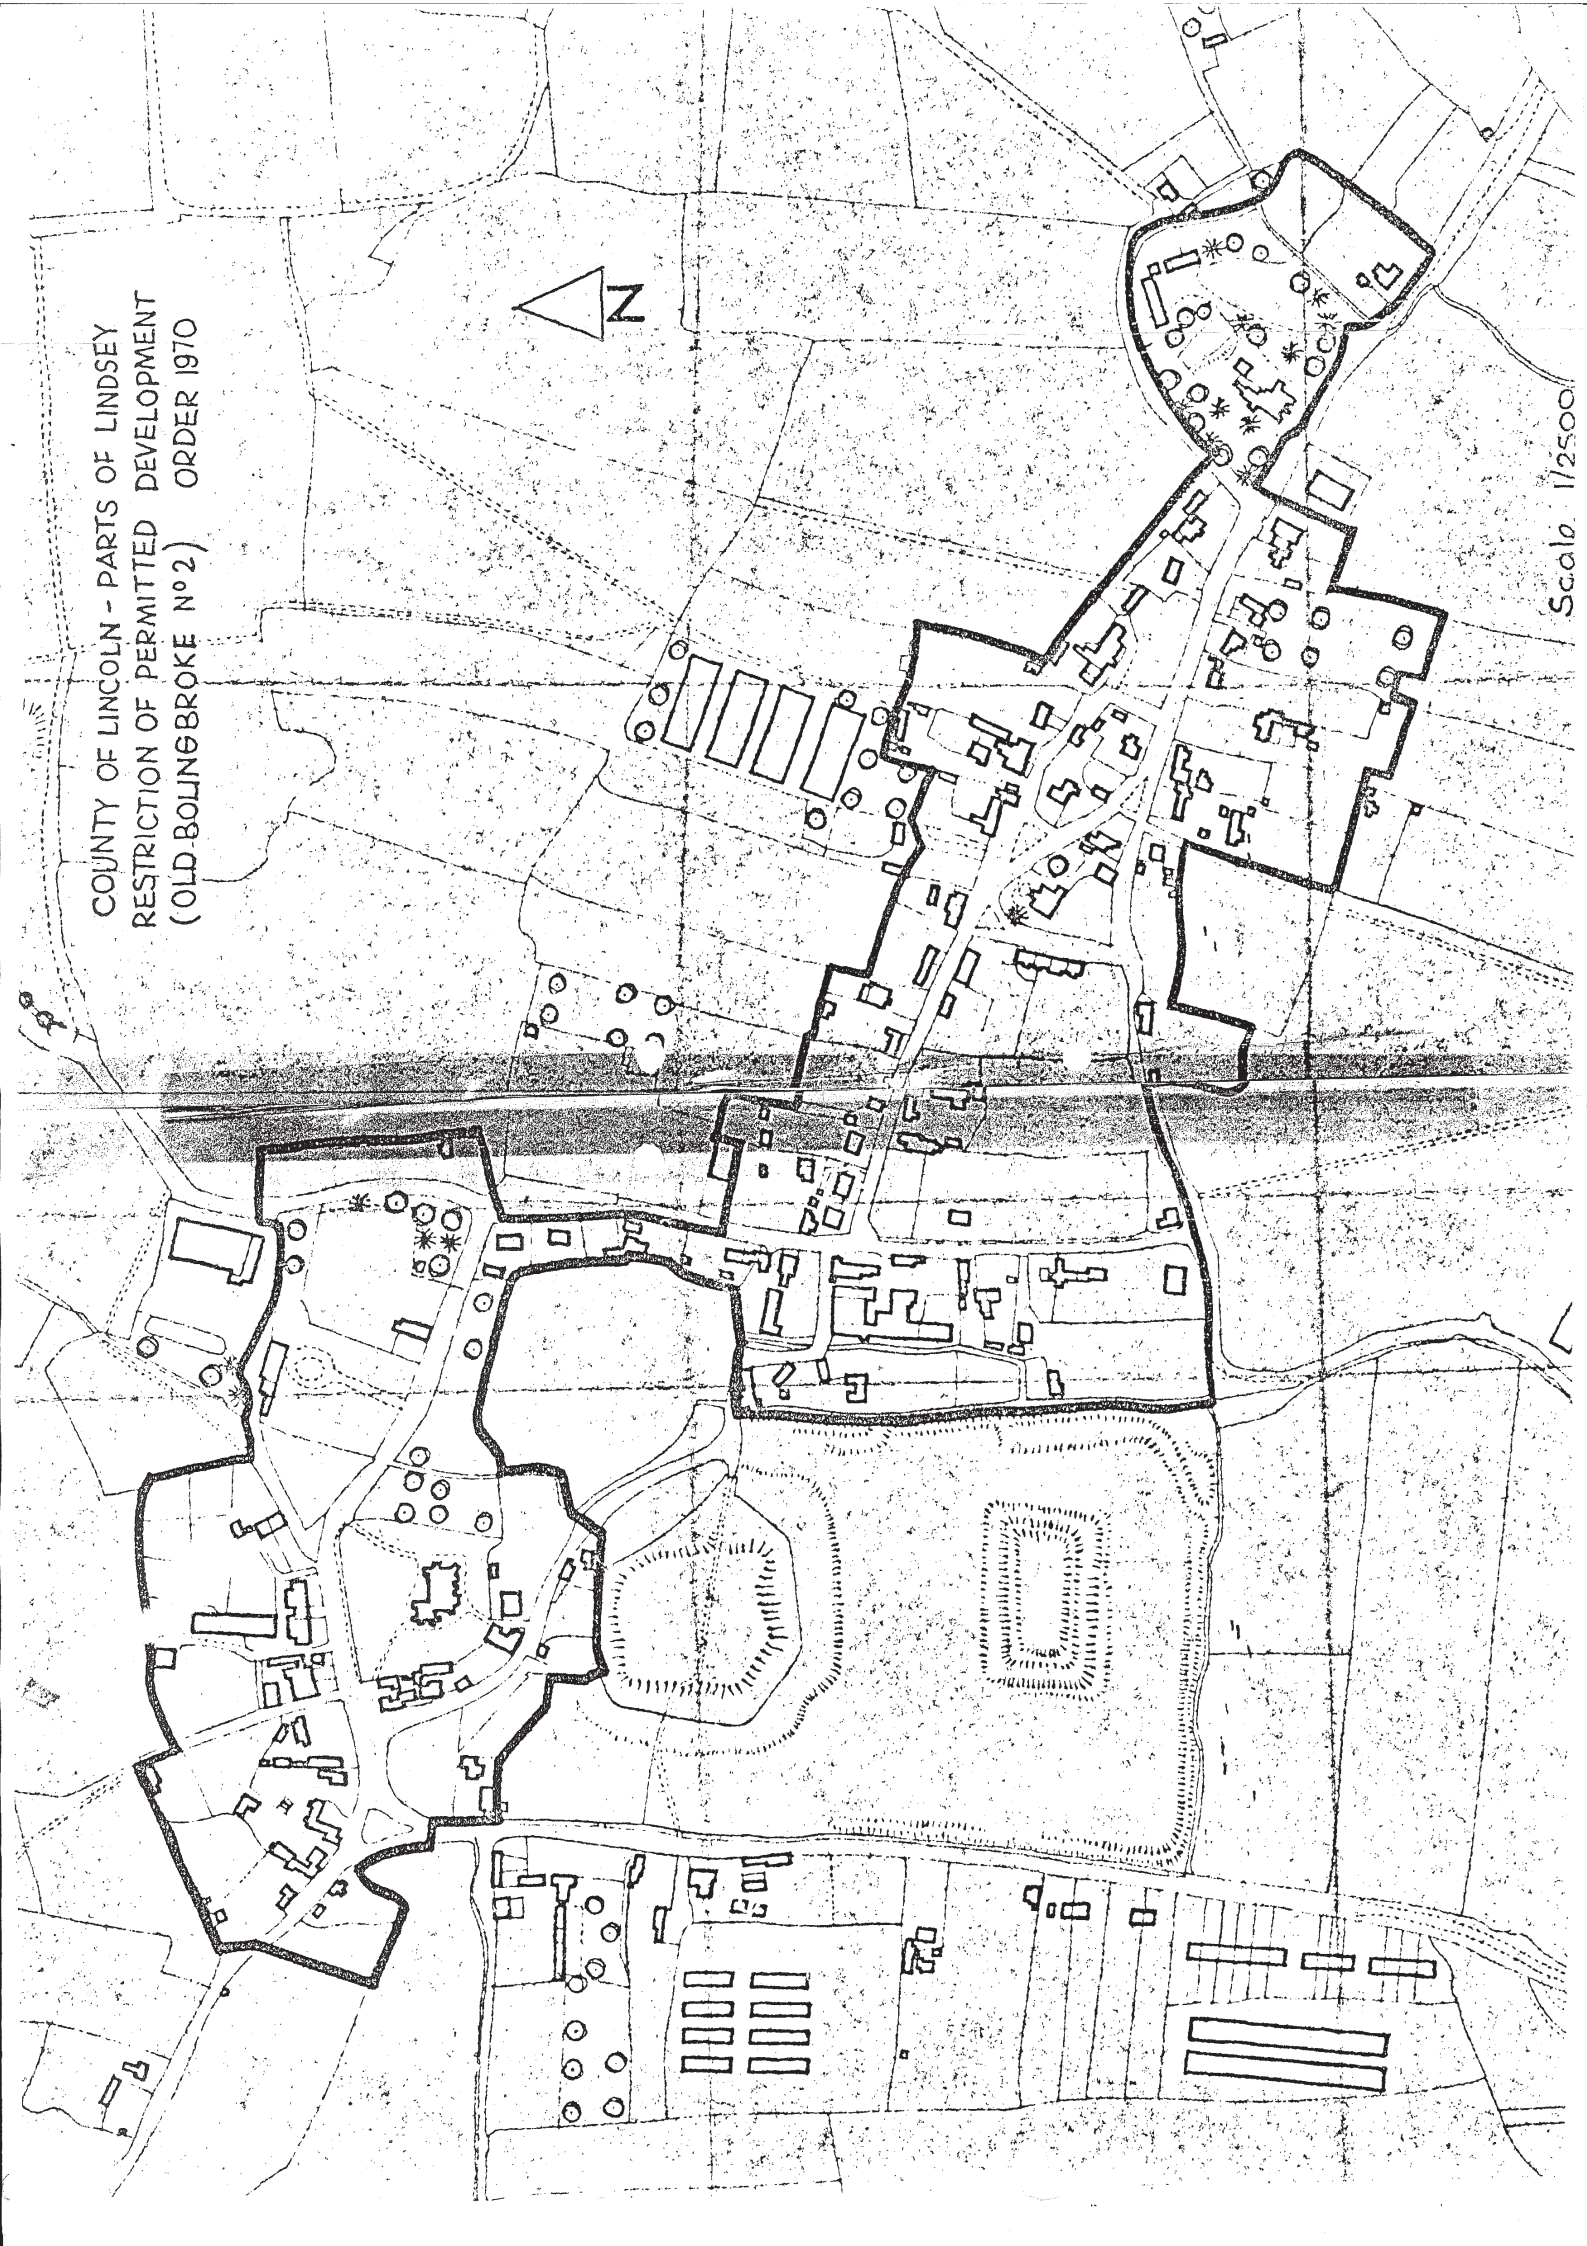 COUNTY OF LINCOLN - PARTS OF LINDSEY
RESTRICTION OF PERMITTED DEVELOPMENT
(OLD BOLINGBROKE Nº2) ORDER 1970
N
Scale 1/2500